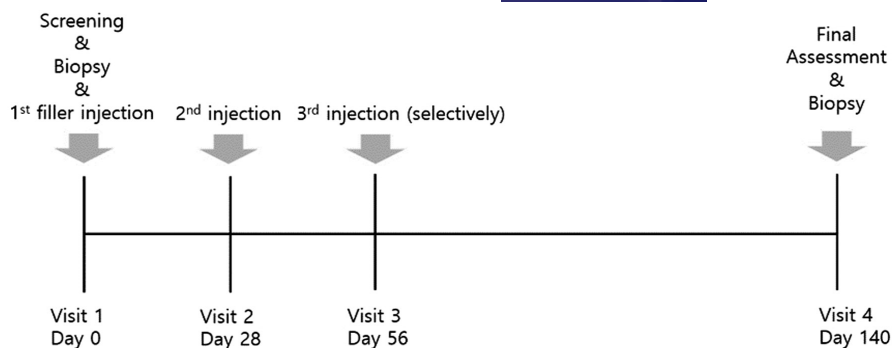 Screening
&
Biopsy
&
1st filler injection
2nd injection
3rd injection (selectively)
Final
Assessment
&
Biopsy
Visit 1
Day 0
Visit 2
Day 28
Visit 3
Day 56
Visit 4
Day 140